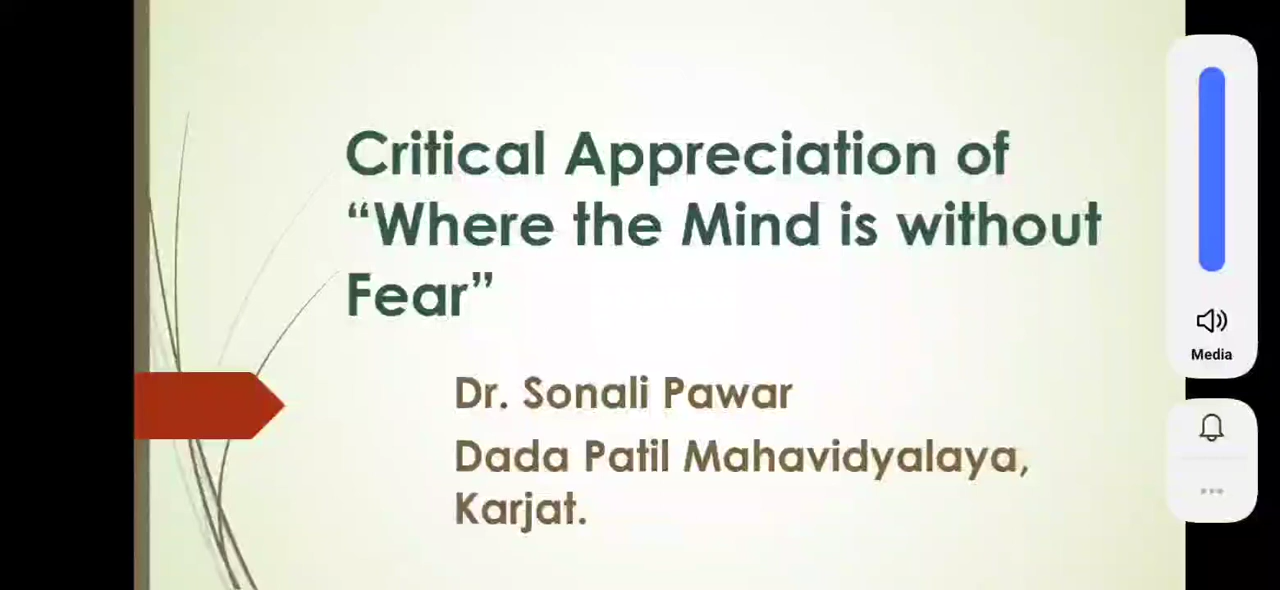 Critical Appreciation of
“Where the Mind is without
Fear”
Dr. Sonali Pawar
Dada Patil Mahavidyalaya,
Karjat.
Media